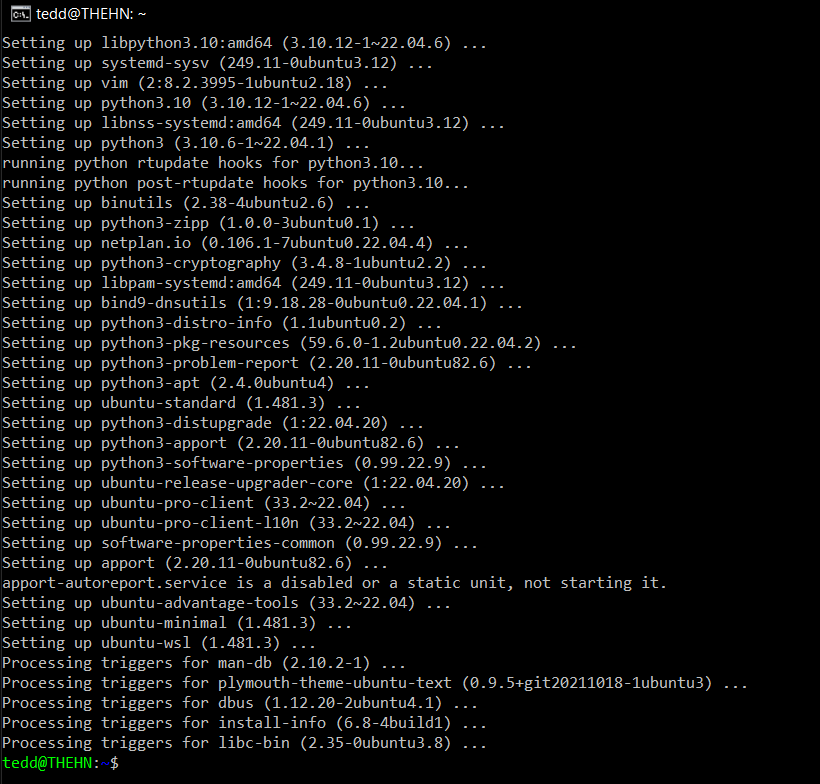 C:\. tedd@THEHN: ~
Setting up libpython3.10:amd64 (3.10.12-1~22.04.6) ...
Setting up systemd-sysv (249.11-0ubuntu3.12) ...
Setting up vim (2:8.2.3995-1ubuntu2.18) ...
Setting up python3.10 (3.10.12-1~22.04.6) ...
Setting up libnss-systemd:amd64 (249.11-0ubuntu3.12) ...
Setting up python3 (3.10.6-1~22.04.1) ...
running python rtupdate hooks for python3.10...
running python post-rtupdate hooks for python3.10...
Setting up binutils (2.38-4ubuntu2.6) ...
Setting up python3-zipp (1.0.0-3ubuntu0.1) ...
Setting up netplan.io (0.106.1-7ubuntu0.22.04.4) ...
Setting up python3-cryptography (3.4.8-1ubuntu2.2) ...
Setting up libpam-systemd:amd64 (249.11-0ubuntu3.12) ...
Setting up bind9-dnsutils (1:9.18.28-0ubuntu0.22.04.1) ...
Setting up python3-distro-info (1.1ubuntu0.2) ...
Setting up python3-pkg-resources (59.6.0-1.2ubuntu0.22.04.2) ...
Setting up python3-problem-report (2.20.11-0ubuntu82.6) ...
Setting up python3-apt (2.4.0ubuntu4) ...
Setting up ubuntu-standard (1.481.3) ...
Setting up python3-distupgrade (1:22.04.20) ...
Setting up python3-apport (2.20.11-0ubuntu82.6) ...
Setting up python3-software-properties (0.99.22.9) ...
Setting up ubuntu-release-upgrader-core (1:22.04.20) ...
Setting up ubuntu-pro-client (33.2~22.04) ...
Setting up ubuntu-pro-client-l10n (33.2~22.04) ...
Setting up software-properties-common (0.99.22.9) ...
Setting up apport (2.20.11-0ubuntu82.6) ...
apport-autoreport.service is a disabled or a static unit, not starting it.
Setting up ubuntu-advantage-tools (33.2~22.04) ...
Setting up ubuntu-minimal (1.481.3) ...
Setting up ubuntu-wsl (1.481.3) ...
Processing triggers for man-db (2.10.2-1) ...
Processing triggers for plymouth-theme-ubuntu-text (0.9.5+git20211018-1ubuntu3) ...
Processing triggers for dbus (1.12.20-2ubuntu4.1) ...
Processing triggers for install-info (6.8-4build1) ...
Processing triggers for libc-bin (2.35-0ubuntu3.8) ...
tedd@THEHN:~$